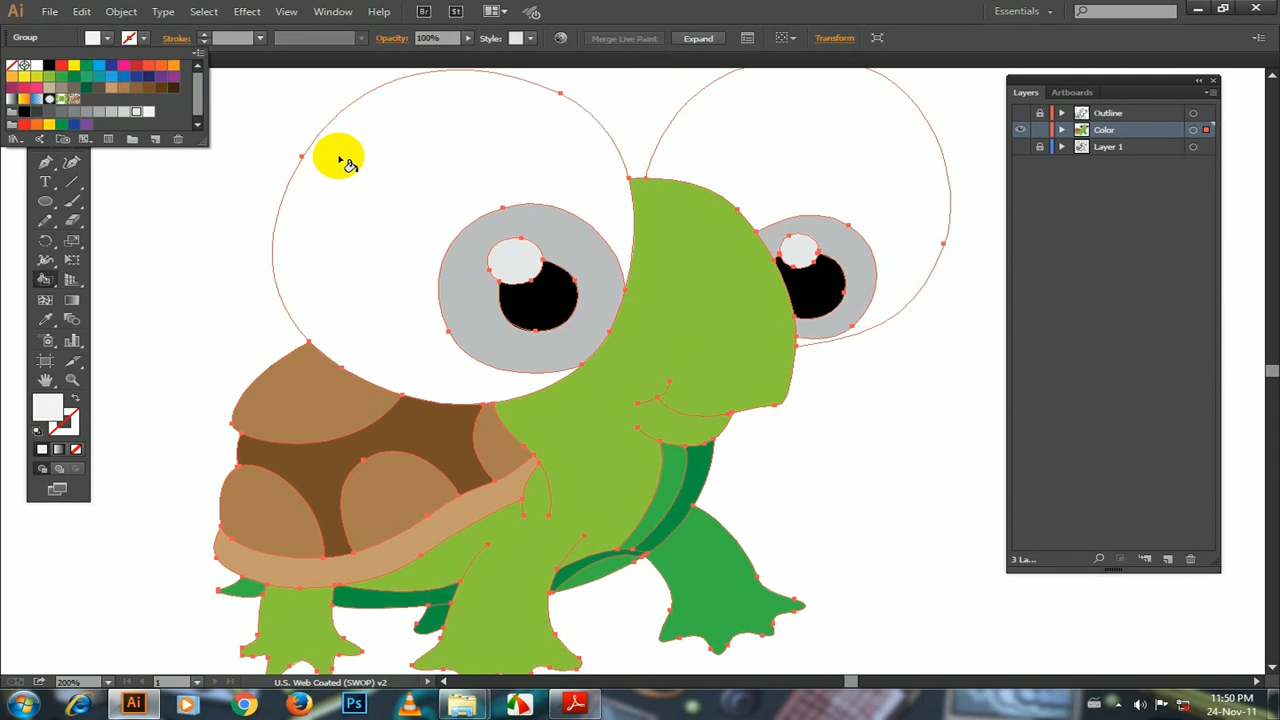 Ai File Edit Object Type Select Effect View Window Help Br St Essentials
Group Stroke: Opacity: 100% Style: Merge Live Paint Expand Transform
Layers Artboards
Outline
Color
Layer 1
3 La...
200% 1 U.S. Web Coated (SWOP) v2
Ai Ps 11:50 PM
24-Nov-11